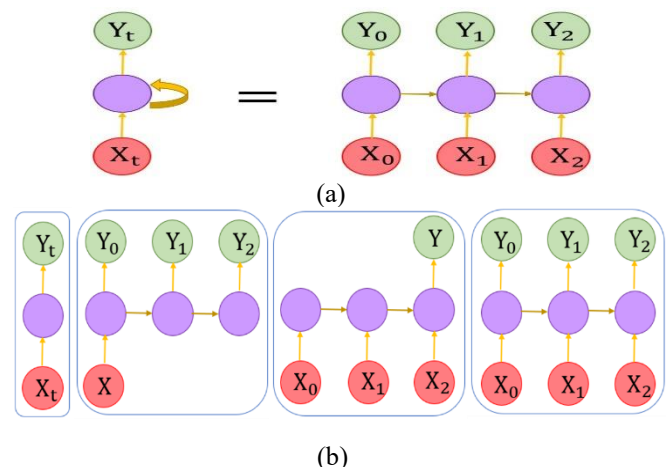 Yt Y0 Y1 Y2
=
Xt X0 X1 X2
(a)
Yt Y0 Y1 Y2 Y Y0 Y1 Y2
Xt X X0 X1 X2 X0 X1 X2
(b)